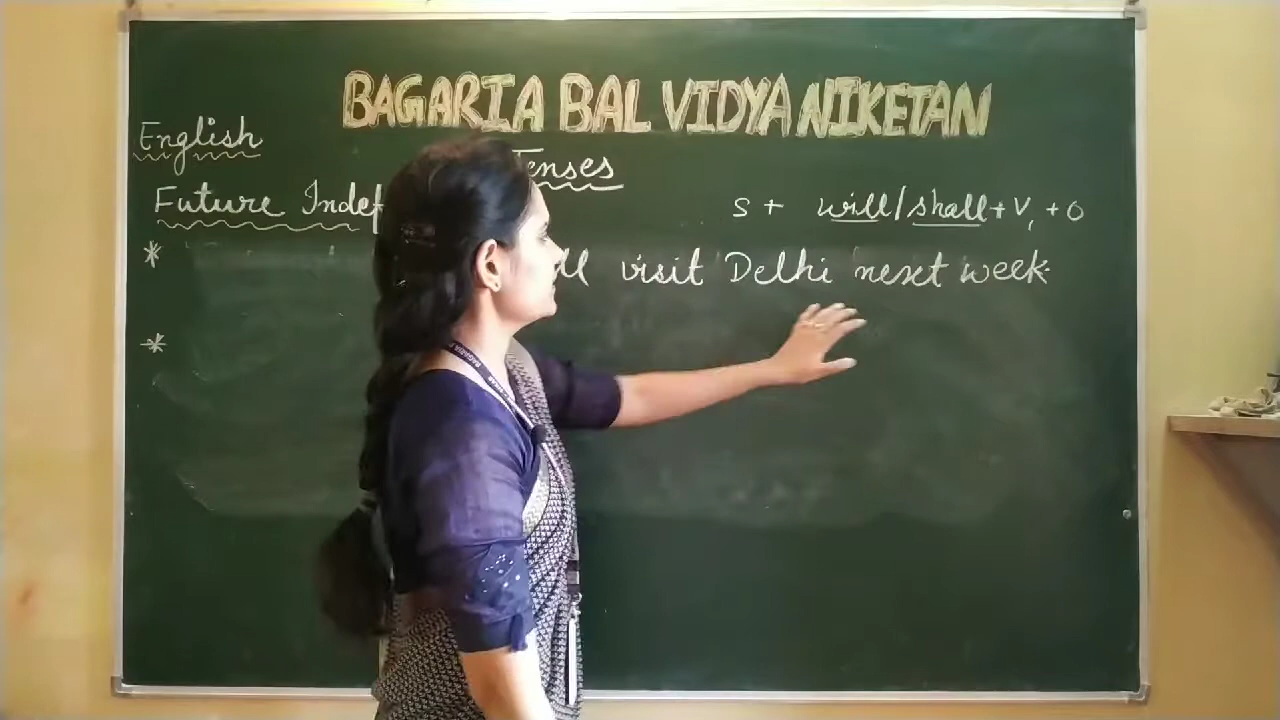 BAGARIA BAL VIDYA NIKETAN
English
Tenses
Future Indef
S + will/shall + V1 + O
* ll visit Delhi next week.
*